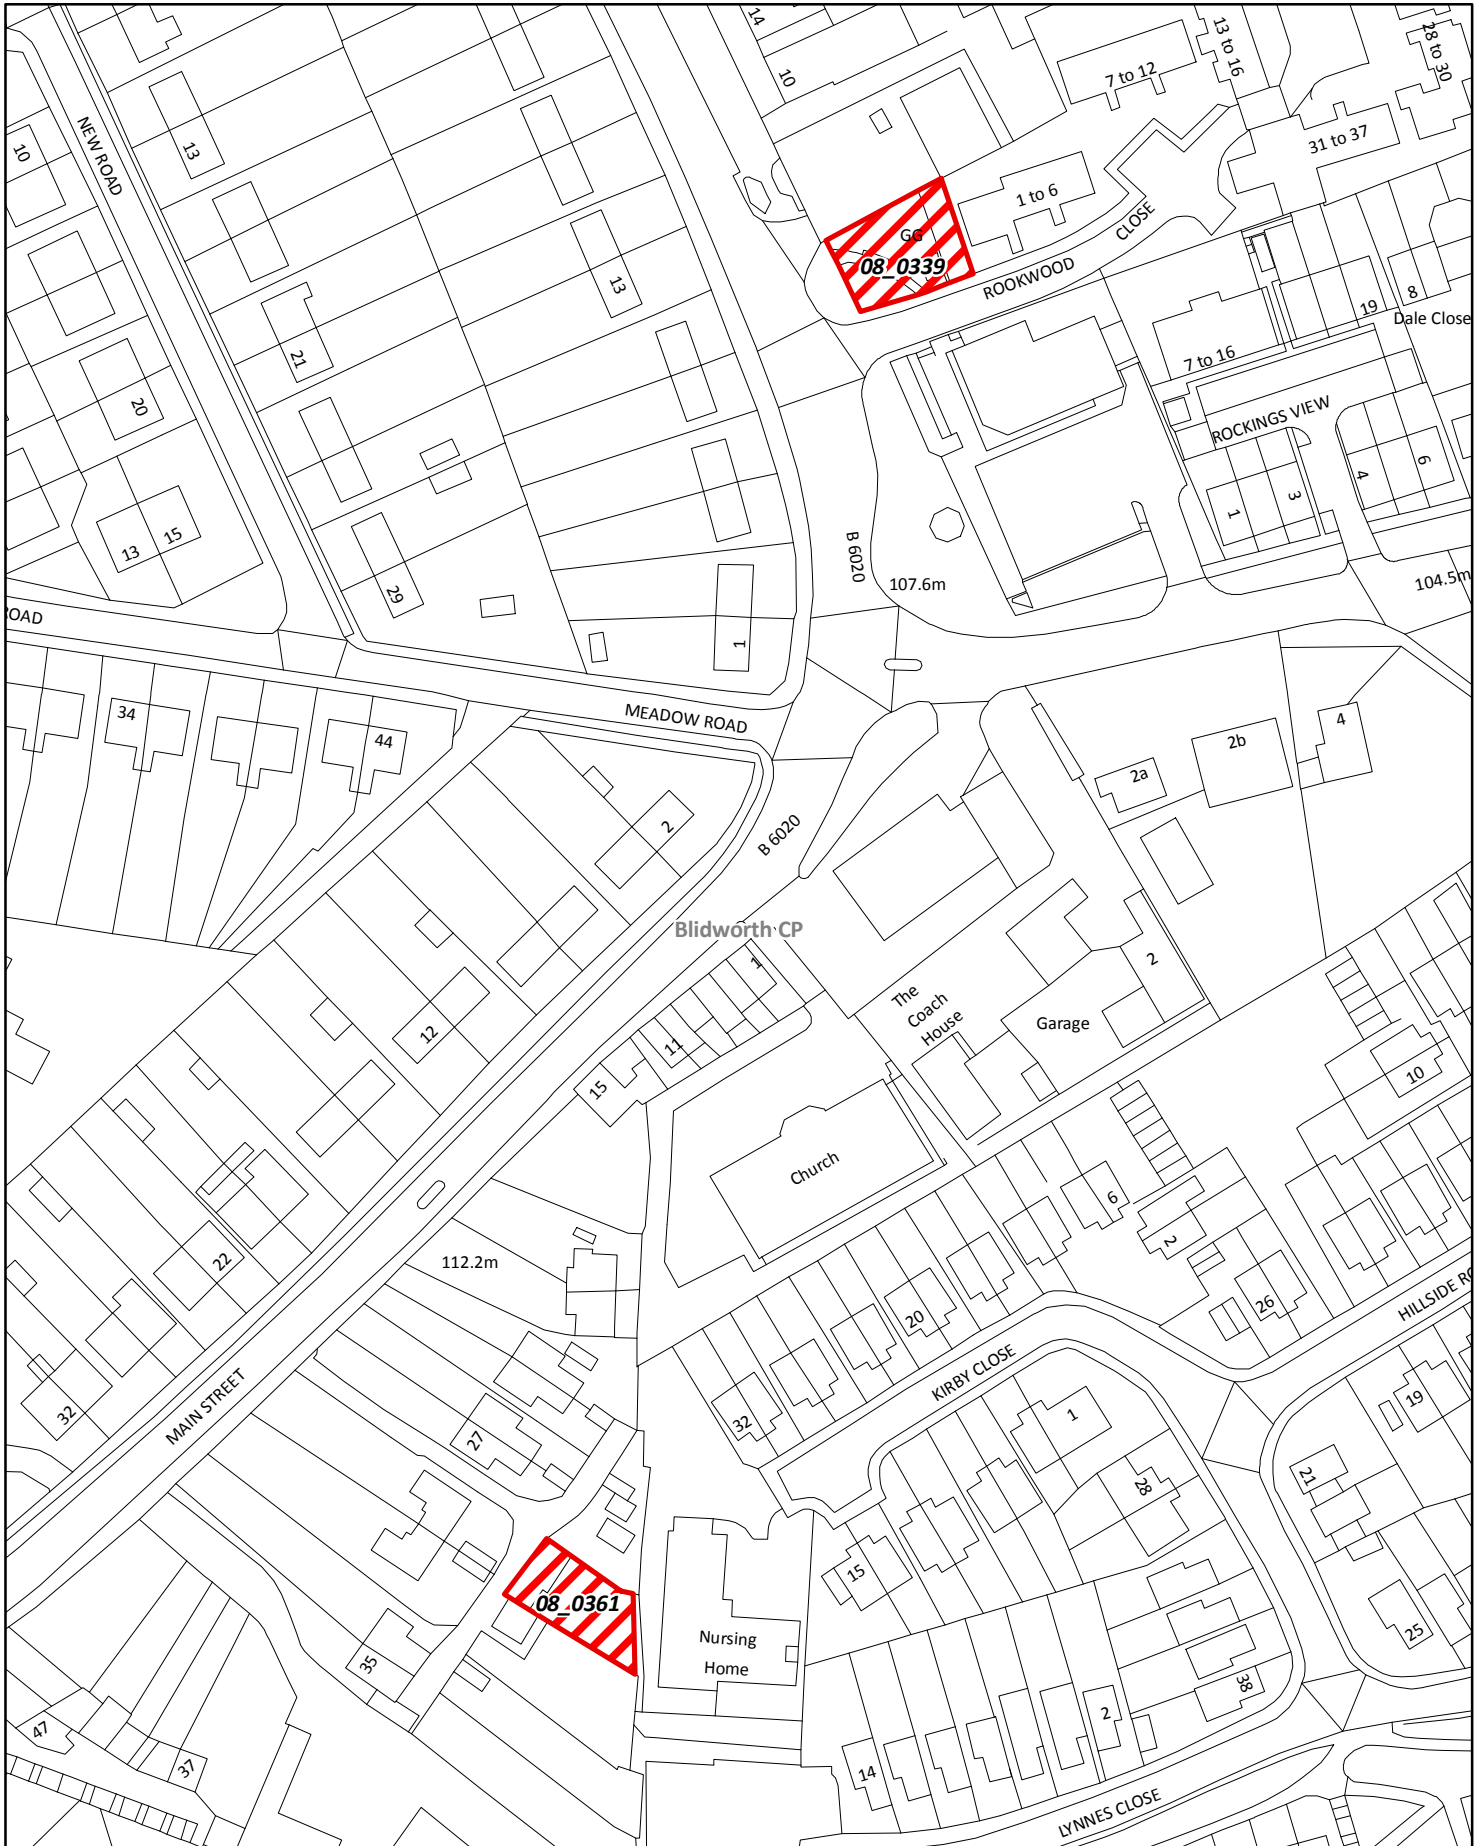 14
10
7 to 12
13 to 16
28 to 30
NEW ROAD
10
13
31 to 37
1 to 6
CLOSE
GG
08_0339
ROOKWOOD
13
21
19
8
Dale Close
7 to 16
20
ROCKINGS VIEW
4
6
1
3
13
15
29
B 6020
107.6m
104.5m
ROAD
1
MEADOW ROAD
34
44
4
2b
2a
2
B 6020
Blidworth CP
1
2
The
Coach
House
Garage
12
11
15
10
Church
6
2
22
112.2m
20
26
HILLSIDE RO
KIRBY CLOSE
32
MAIN STREET
32
27
1
19
28
21
15
08_0361
Nursing
Home
35
25
38
2
47
37
14
LYNNES CLOSE